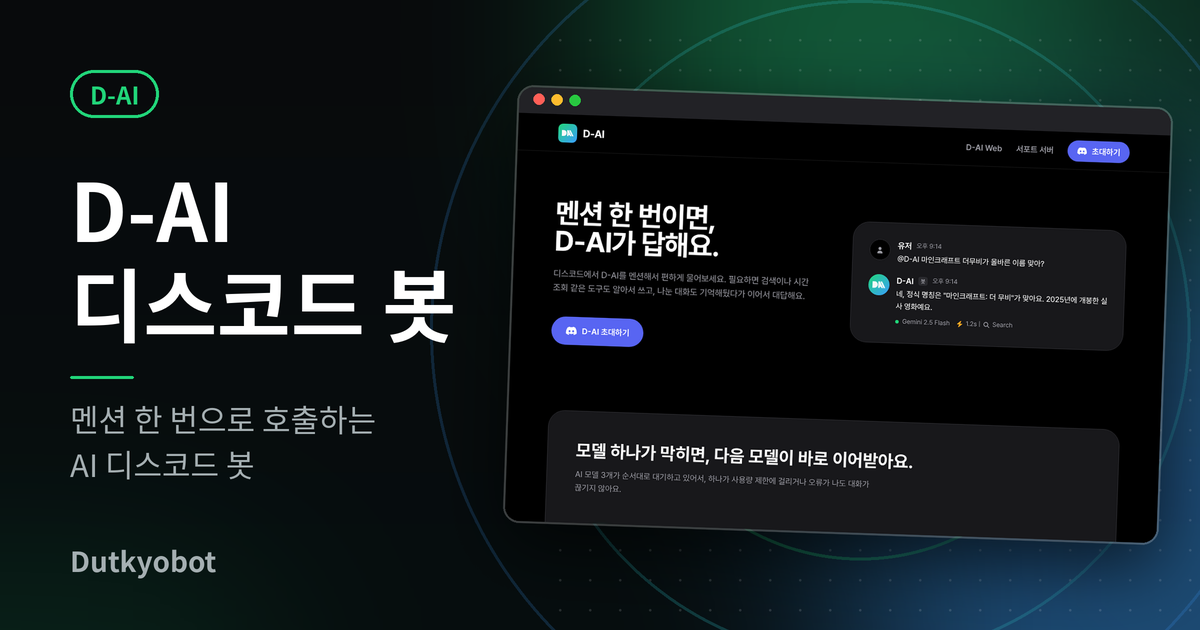 D-AI
D-AI
디스코드 봇
멘션 한 번으로 호출하는
AI 디스코드 봇
Dutkyobot
D-AI
D-AI Web
서포트 서버
초대하기
멘션 한 번이면,
D-AI가 답해요.
디스코드에서 D-AI를 멘션해서 편하게 물어보세요. 필요하면 검색이나 시간
조회 같은 도구도 알아서 쓰고, 나눈 대화도 기억해뒀다가 이어서 대답해요.
D-AI 초대하기
유저 오후 9:14
@D-AI 마인크래프트 더무비가 올바른 이름 맞아?
D-AI 오후 9:14
네, 정식 명칭은 "마인크래프트: 더 무비"가 맞아요. 2025년에 개봉한 실
사 영화예요.
Gemini 2.5 Flash ⚡ 1.2s | Search
모델 하나가 막히면, 다음 모델이 바로 이어받아요.
AI 모델 3개가 순서대로 대기하고 있어서, 하나가 사용량 제한에 걸리거나 오류가 나도 대화가
끊기지 않아요.